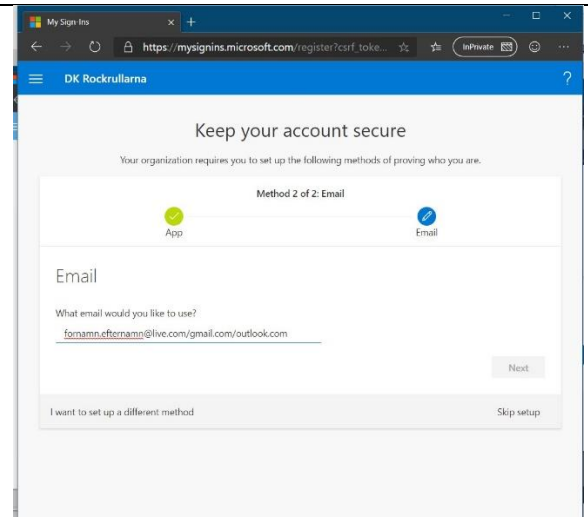 My Sign-Ins
https://mysignins.microsoft.com/register?csrf_toke...
InPrivate
DK Rockrullarna
?
Keep your account secure
Your organization requires you to set up the following methods of proving who you are.
Method 2 of 2: Email
App
Email
Email
What email would you like to use?
fornamn.efternamn@live.com/gmail.com/outlook.com
Next
I want to set up a different method
Skip setup